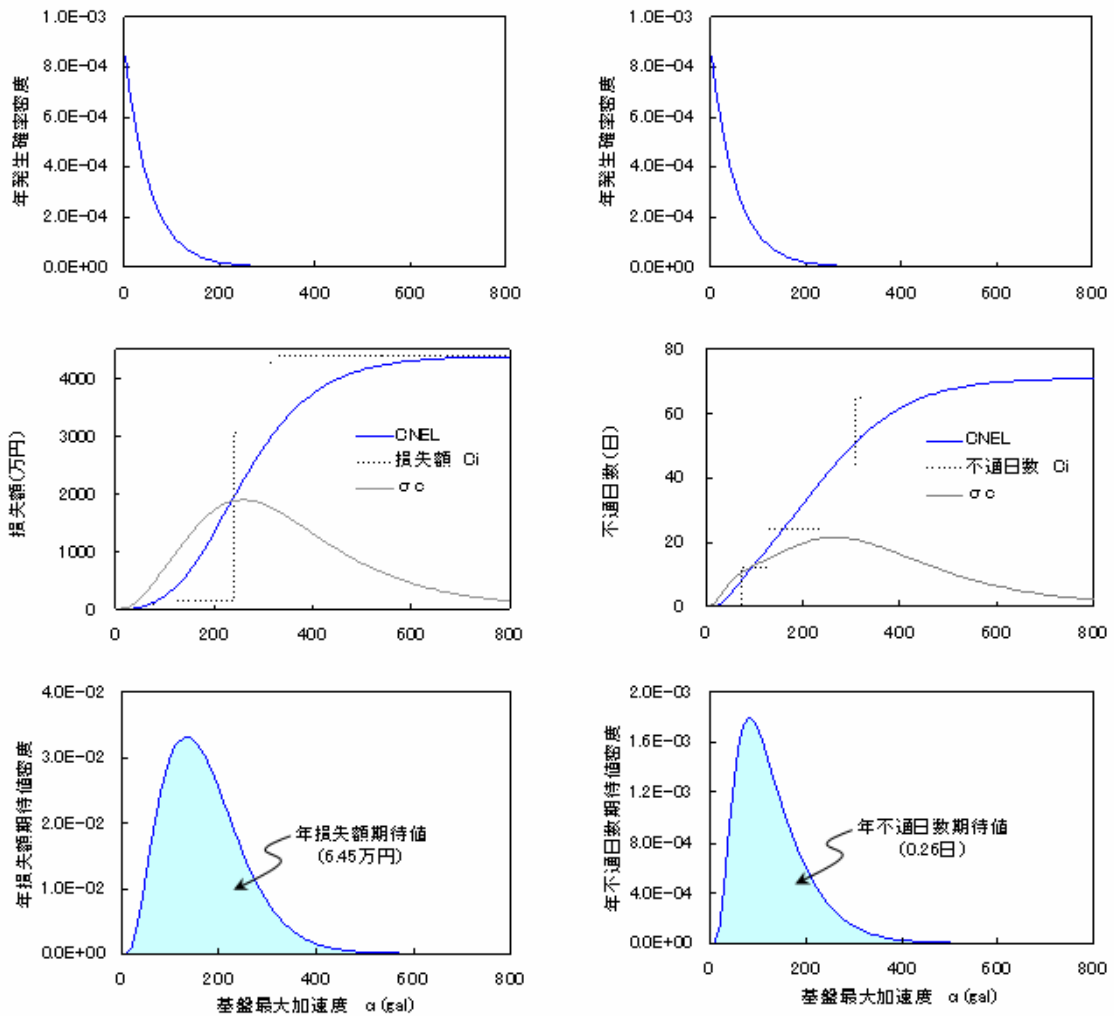 年発生確率密度
1.0E-03
8.0E-04
6.0E-04
4.0E-04
2.0E-04
0.0E+00
0 200 400 600 800
年発生確率密度
1.0E-03
8.0E-04
6.0E-04
4.0E-04
2.0E-04
0.0E+00
0 200 400 600 800
損失額(万円)
4000
3000
2000
1000
0
0 200 400 600 800
CNEL
損失額 Ci
σc
不通日数(日)
80
60
40
20
0
0 200 400 600 800
CNEL
不通日数 Ci
σc
年損失額期待値密度
4.0E-02
3.0E-02
2.0E-02
1.0E-02
0.0E+00
0 200 400 600 800
年損失額期待値
(6.45万円)
基盤最大加速度 α(gal)
年不通日数期待値密度
2.0E-03
1.6E-03
1.2E-03
8.0E-04
4.0E-04
0.0E+00
0 200 400 600 800
年不通日数期待値
(0.26日)
基盤最大加速度 α(gal)